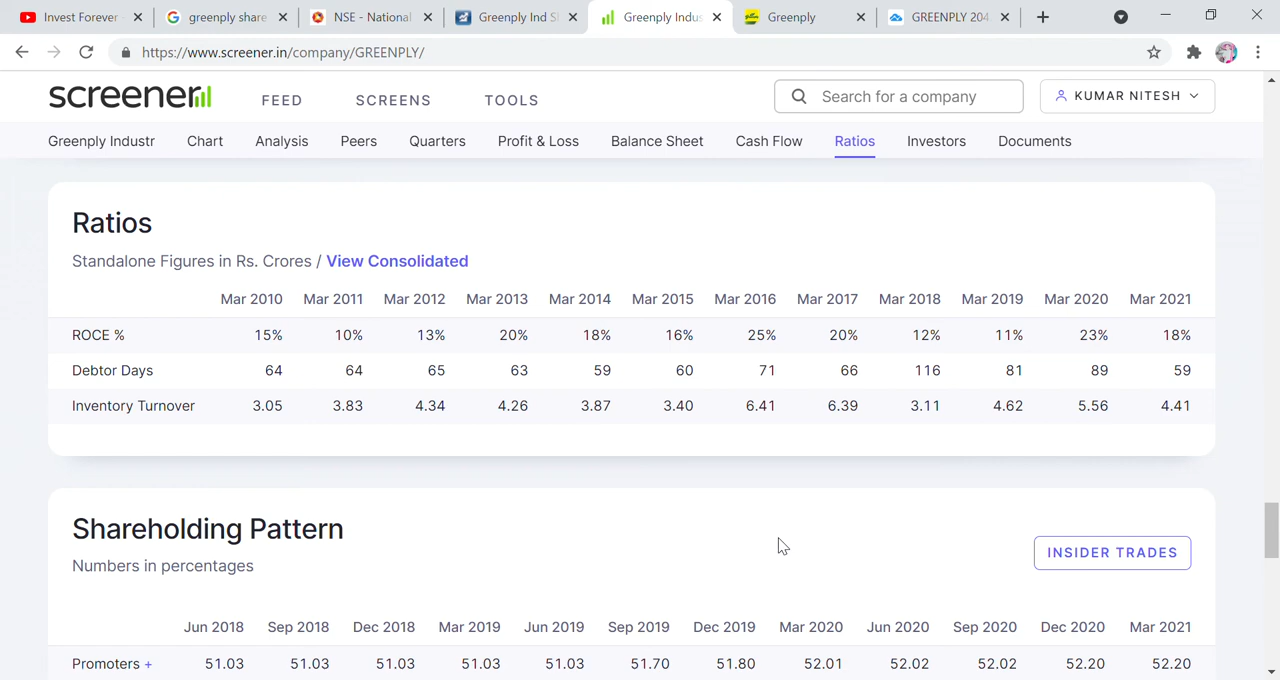 Invest Forever
greenply share
NSE - National
Greenply Ind S
Greenply Indus
Greenply
GREENPLY 204
https://www.screener.in/company/GREENPLY/
screener
FEED SCREENS TOOLS
Search for a company
KUMAR NITESH
Greenply Industr Chart Analysis Peers Quarters Profit & Loss Balance Sheet Cash Flow Ratios Investors Documents
Ratios
Standalone Figures in Rs. Crores / View Consolidated
Mar 2010 Mar 2011 Mar 2012 Mar 2013 Mar 2014 Mar 2015 Mar 2016 Mar 2017 Mar 2018 Mar 2019 Mar 2020 Mar 2021
ROCE % 15% 10% 13% 20% 18% 16% 25% 20% 12% 11% 23% 18%
Debtor Days 64 64 65 63 59 60 71 66 116 81 89 59
Inventory Turnover 3.05 3.83 4.34 4.26 3.87 3.40 6.41 6.39 3.11 4.62 5.56 4.41
Shareholding Pattern
Numbers in percentages
INSIDER TRADES
Jun 2018 Sep 2018 Dec 2018 Mar 2019 Jun 2019 Sep 2019 Dec 2019 Mar 2020 Jun 2020 Sep 2020 Dec 2020 Mar 2021
Promoters + 51.03 51.03 51.03 51.03 51.03 51.70 51.80 52.01 52.02 52.02 52.20 52.20